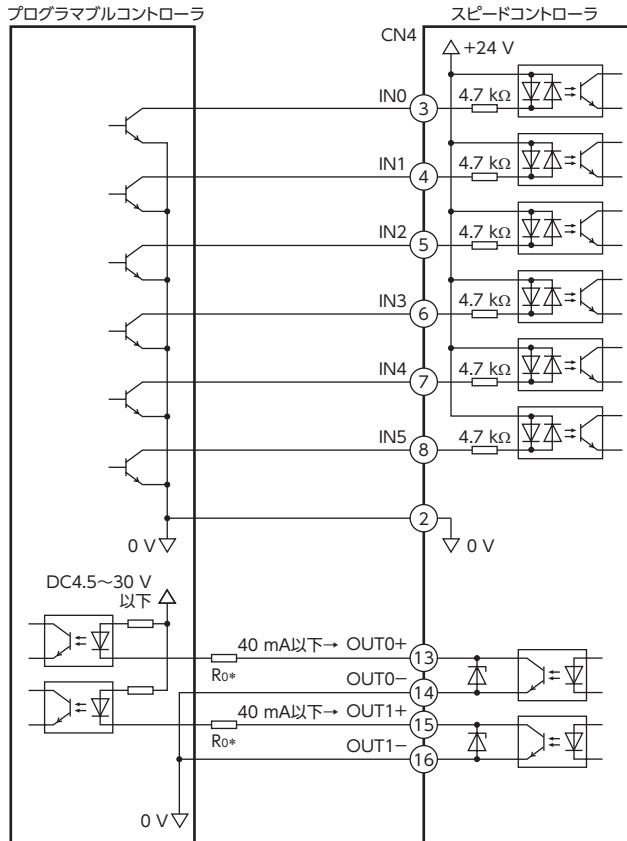 プログラマブルコントローラ
スピードコントローラ
CN4
+24 V
IN0
3
4.7 kΩ
IN1
4
4.7 kΩ
IN2
5
4.7 kΩ
IN3
6
4.7 kΩ
IN4
7
4.7 kΩ
IN5
8
4.7 kΩ
2
0 V
0 V
DC4.5～30 V
以下
40 mA以下→ OUT0+
13
R0*
OUT0−
14
40 mA以下→ OUT1+
15
R0*
OUT1−
16
0 V